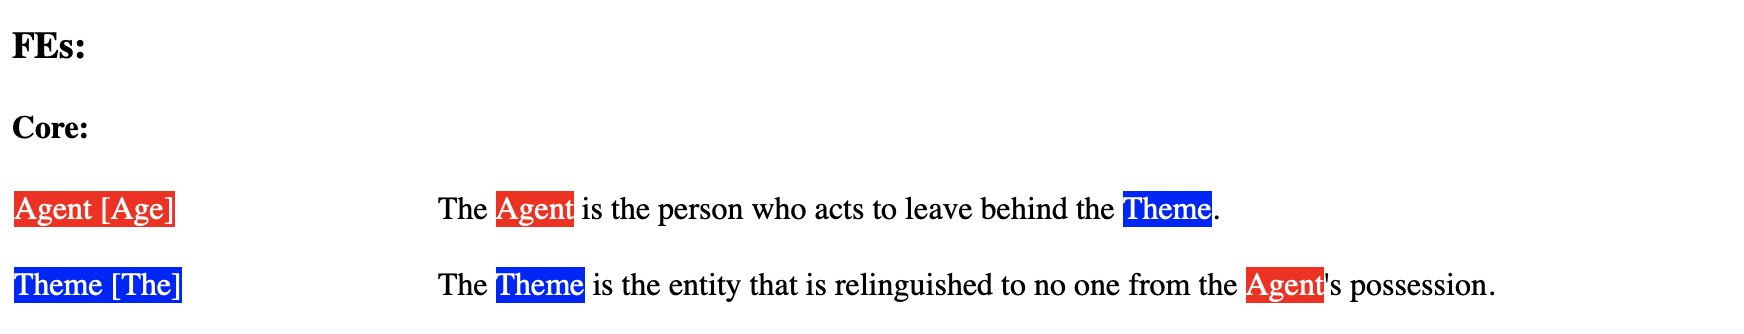 FEs:
Core:
Agent [Age] The Agent is the person who acts to leave behind the Theme.
Theme [The] The Theme is the entity that is relinquished to no one from the Agent's possession.